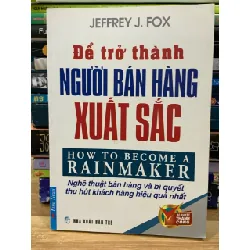 JEFFREY J. FOX
Để trở thành
NGƯỜI BÁN HÀNG
XUẤT SẮC
HOW TO BECOME A
RAINMAKER
Nghệ thuật bán hàng và bí quyết
thu hút khách hàng hiệu quả nhất